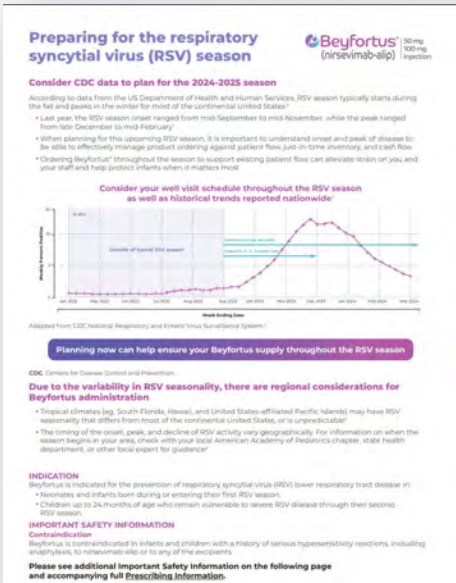 Preparing for the respiratory
syncytial virus (RSV) season
Beyfortus®
(nirsevimab-alip)
50 mg
100 mg
Injection
Consider CDC data to plan for the 2024-2025 season
According to data from the US Department of Health and Human Services, RSV season typically starts during
the fall and peaks in the winter for most of the continental United States.¹
• Last year, the RSV season onset ranged from mid-September to mid-November, while the peak ranged
from late December to mid-February¹
• When planning for this upcoming RSV season, it is important to understand onset and peak of disease to
be able to effectively manage product ordering against patient flow, just-in-time inventory, and cash flow
• Ordering Beyfortus® throughout the season to support existing patient flow can alleviate strain on you and
your staff and help protect infants when it matters most
Consider your well visit schedule throughout the RSV season
as well as historical trends reported nationwide
Weekly Percent Positive
Outside of typical RSV season
Week Ending Date
Adapted from CDC National Respiratory and Enteric Virus Surveillance System.
Planning now can help ensure your Beyfortus supply throughout the RSV season
CDC, Centers for Disease Control and Prevention.
Due to the variability in RSV seasonality, there are regional considerations for
Beyfortus administration
• Tropical climates (eg, South Florida, Hawaii, and United States-affiliated Pacific Islands) may have RSV
seasonality that differs from most of the continental United States, or is unpredictable
• The timing of the onset, peak, and decline of RSV activity vary geographically. For information on when the
season begins in your area, check with your local American Academy of Pediatrics chapter, state health
department, or other local expert for guidance
INDICATION
Beyfortus is indicated for the prevention of respiratory syncytial virus (RSV) lower respiratory tract disease in:
• Neonates and infants born during or entering their first RSV season.
• Children up to 24 months of age who remain vulnerable to severe RSV disease through their second
RSV season.
IMPORTANT SAFETY INFORMATION
Contraindication
Beyfortus is contraindicated in infants and children with a history of serious hypersensitivity reactions, including
anaphylaxis, to nirsevimab-alip or to any of the excipients.
Please see additional Important Safety Information on the following page
and accompanying full Prescribing Information.